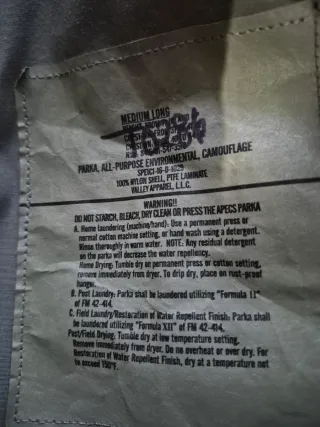 MEDIUM LONG
PARKA, ALL-PURPOSE ENVIRONMENTAL, CAMOUFLAGE
100% NYLON SHELL, PTFE LAMINATE
VALLEY APPAREL, L.L.C.
WARNING!!
DO NOT STARCH, BLEACH, DRY CLEAN OR PRESS THE APECS PARKA
A. Home laundering (machine/hand): Use a permanent press or
normal cotton machine setting, or hand wash using a detergent.
Rinse thoroughly in warm water. NOTE: Any residual detergent
on the parka will decrease the water repellency.
Home Drying: Tumble dry on permanent press or cotton setting,
remove immediately from dryer. To drip dry, place on rust-proof
hanger.
B. Post Laundry: Parka shall be laundered utilizing "Formula II"
of FM 42-414.
C. Field Laundry/Restoration of Water Repellent Finish: Parka shall
be laundered utilizing "Formula XII" of FM 42-414.
Post/Field Drying: Tumble dry at low temperature setting.
Remove immediately from dryer. Do no overheat or over dry. For
Restoration of Water Repellent Finish, dry at a temperature not
to exceed 150°F.